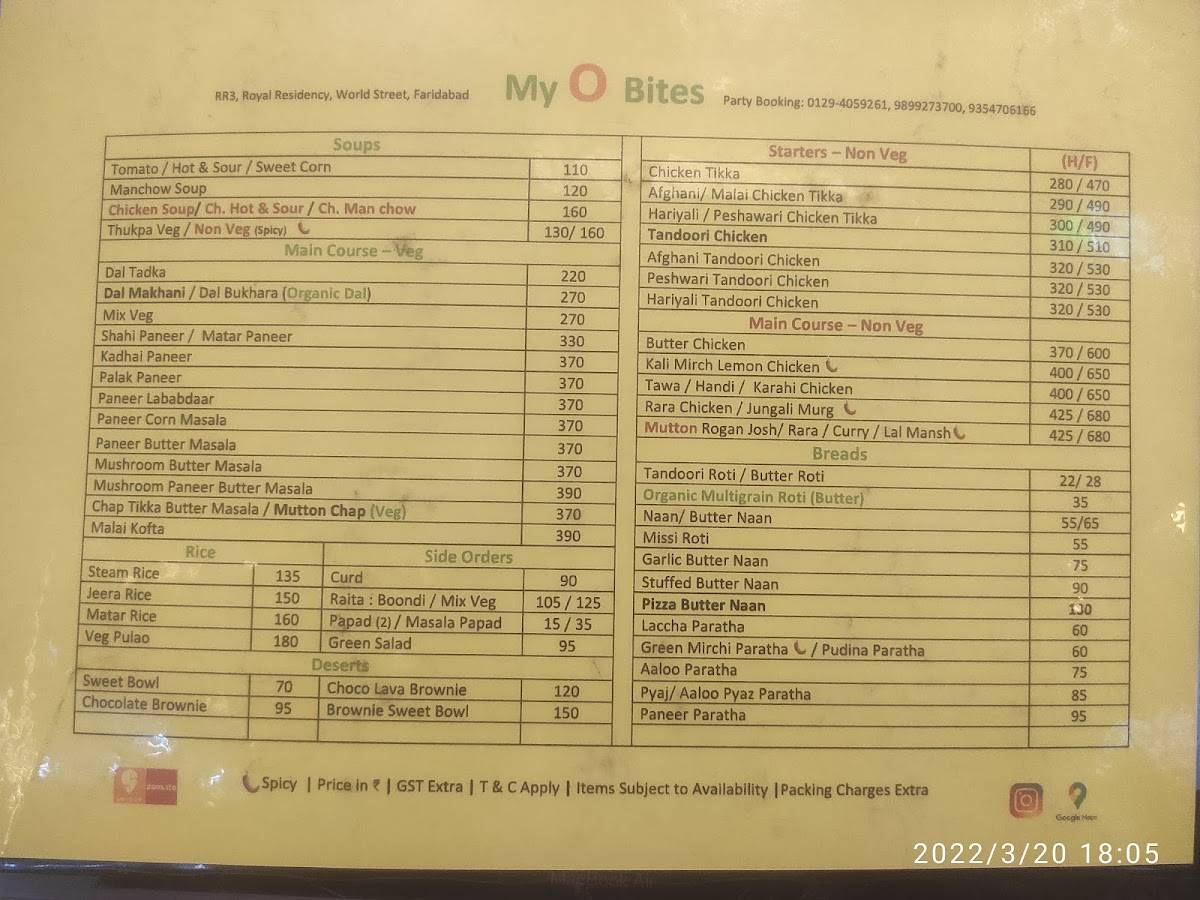 RR3, Royal Residency, World Street, Faridabad
My O Bites
Party Booking: 0129-4059261, 9899273700, 9354706166
Soups
Tomato / Hot & Sour / Sweet Corn 110
Manchow Soup 120
Chicken Soup/ Ch. Hot & Sour / Ch. Man chow 160
Thukpa Veg / Non Veg (Spicy) 130/ 160
Main Course – Veg
Dal Tadka 220
Dal Makhani / Dal Bukhara (Organic Dal) 270
Mix Veg 270
Shahi Paneer / Matar Paneer 330
Kadhai Paneer 370
Palak Paneer 370
Paneer Lababdaar 370
Paneer Corn Masala 370
Paneer Butter Masala 370
Mushroom Butter Masala 370
Mushroom Paneer Butter Masala 390
Chap Tikka Butter Masala / Mutton Chap (Veg) 370
Malai Kofta 390
Rice
Steam Rice 135
Jeera Rice 150
Matar Rice 160
Veg Pulao 180
Side Orders
Curd 90
Raita : Boondi / Mix Veg 105 / 125
Papad (2) / Masala Papad 15 / 35
Green Salad 95
Deserts
Sweet Bowl 70 Choco Lava Brownie 120
Chocolate Brownie 95 Brownie Sweet Bowl 150
Starters – Non Veg (H/F)
Chicken Tikka 280 / 470
Afghani/ Malai Chicken Tikka 290 / 490
Hariyali / Peshawari Chicken Tikka 300 / 490
Tandoori Chicken 310 / 510
Afghani Tandoori Chicken 320 / 530
Peshwari Tandoori Chicken 320 / 530
Hariyali Tandoori Chicken 320 / 530
Main Course – Non Veg
Butter Chicken 370 / 600
Kali Mirch Lemon Chicken 400 / 650
Tawa / Handi / Karahi Chicken 400 / 650
Rara Chicken / Jungali Murg 425 / 680
Mutton Rogan Josh/ Rara / Curry / Lal Mansh 425 / 680
Breads
Tandoori Roti / Butter Roti 22/ 28
Organic Multigrain Roti (Butter) 35
Naan/ Butter Naan 55/65
Missi Roti 55
Garlic Butter Naan 75
Stuffed Butter Naan 90
Pizza Butter Naan
Laccha Paratha 60
Green Mirchi Paratha / Pudina Paratha 60
Aaloo Paratha 75
Pyaj/ Aaloo Pyaz Paratha 85
Paneer Paratha 95
Spicy | Price in ₹ | GST Extra | T & C Apply | Items Subject to Availability |Packing Charges Extra
zomato
Google Maps
2022/3/20 18:05
MacBook Air